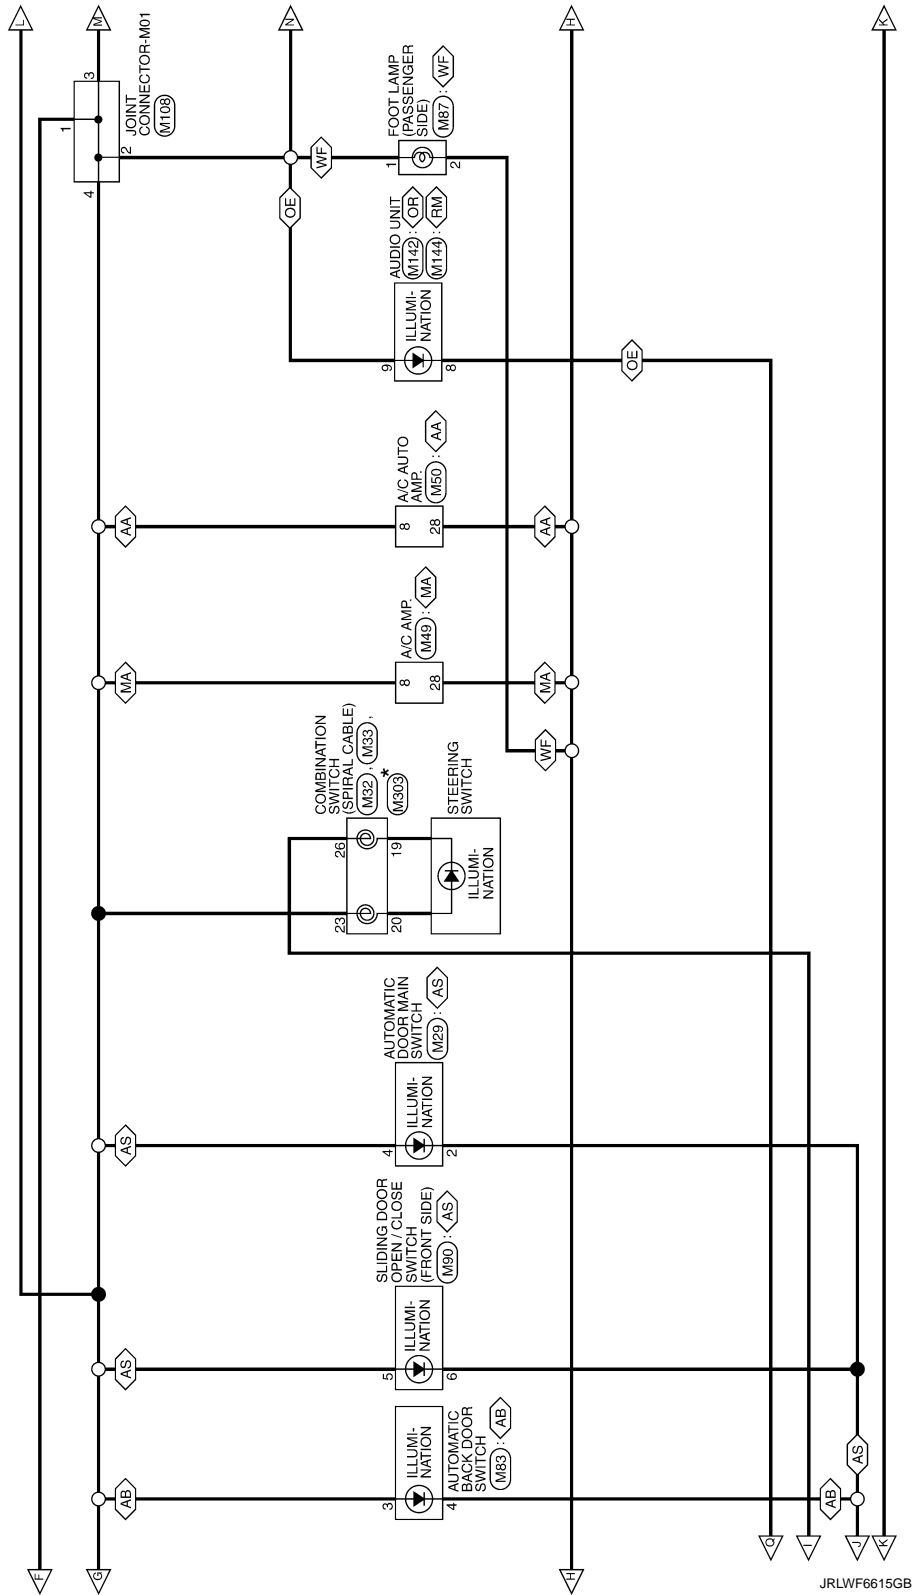 L
M
N
H
K
3
1
2
4
JOINT
CONNECTOR-M01
M108
WF
OE
FOOT LAMP
(PASSENGER
SIDE)
M87 : WF
1
2
AUDIO UNIT
M142 : OR
M144 : RM
ILLUMI-
NATION
9
8
OE
A/C AUTO
AMP.
M50 : AA
8
28
AA
AA
A/C AMP.
M49 : MA
8
28
MA
MA
WF
COMBINATION
SWITCH
(SPIRAL CABLE)
M32 , M33 ,
*
M303
26
19
23
20
STEERING
SWITCH
ILLUMI-
NATION
AUTOMATIC
DOOR MAIN
SWITCH
M29 : AS
ILLUMI-
NATION
4
2
AS
SLIDING DOOR
OPEN / CLOSE
SWITCH
(FRONT SIDE)
M90 : AS
ILLUMI-
NATION
5
6
AS
AUTOMATIC
BACK DOOR
SWITCH
M83 : AB
ILLUMI-
NATION
3
4
AB
AB
AS
F
G
H
Q
I
J
K
JRLWF6615GB